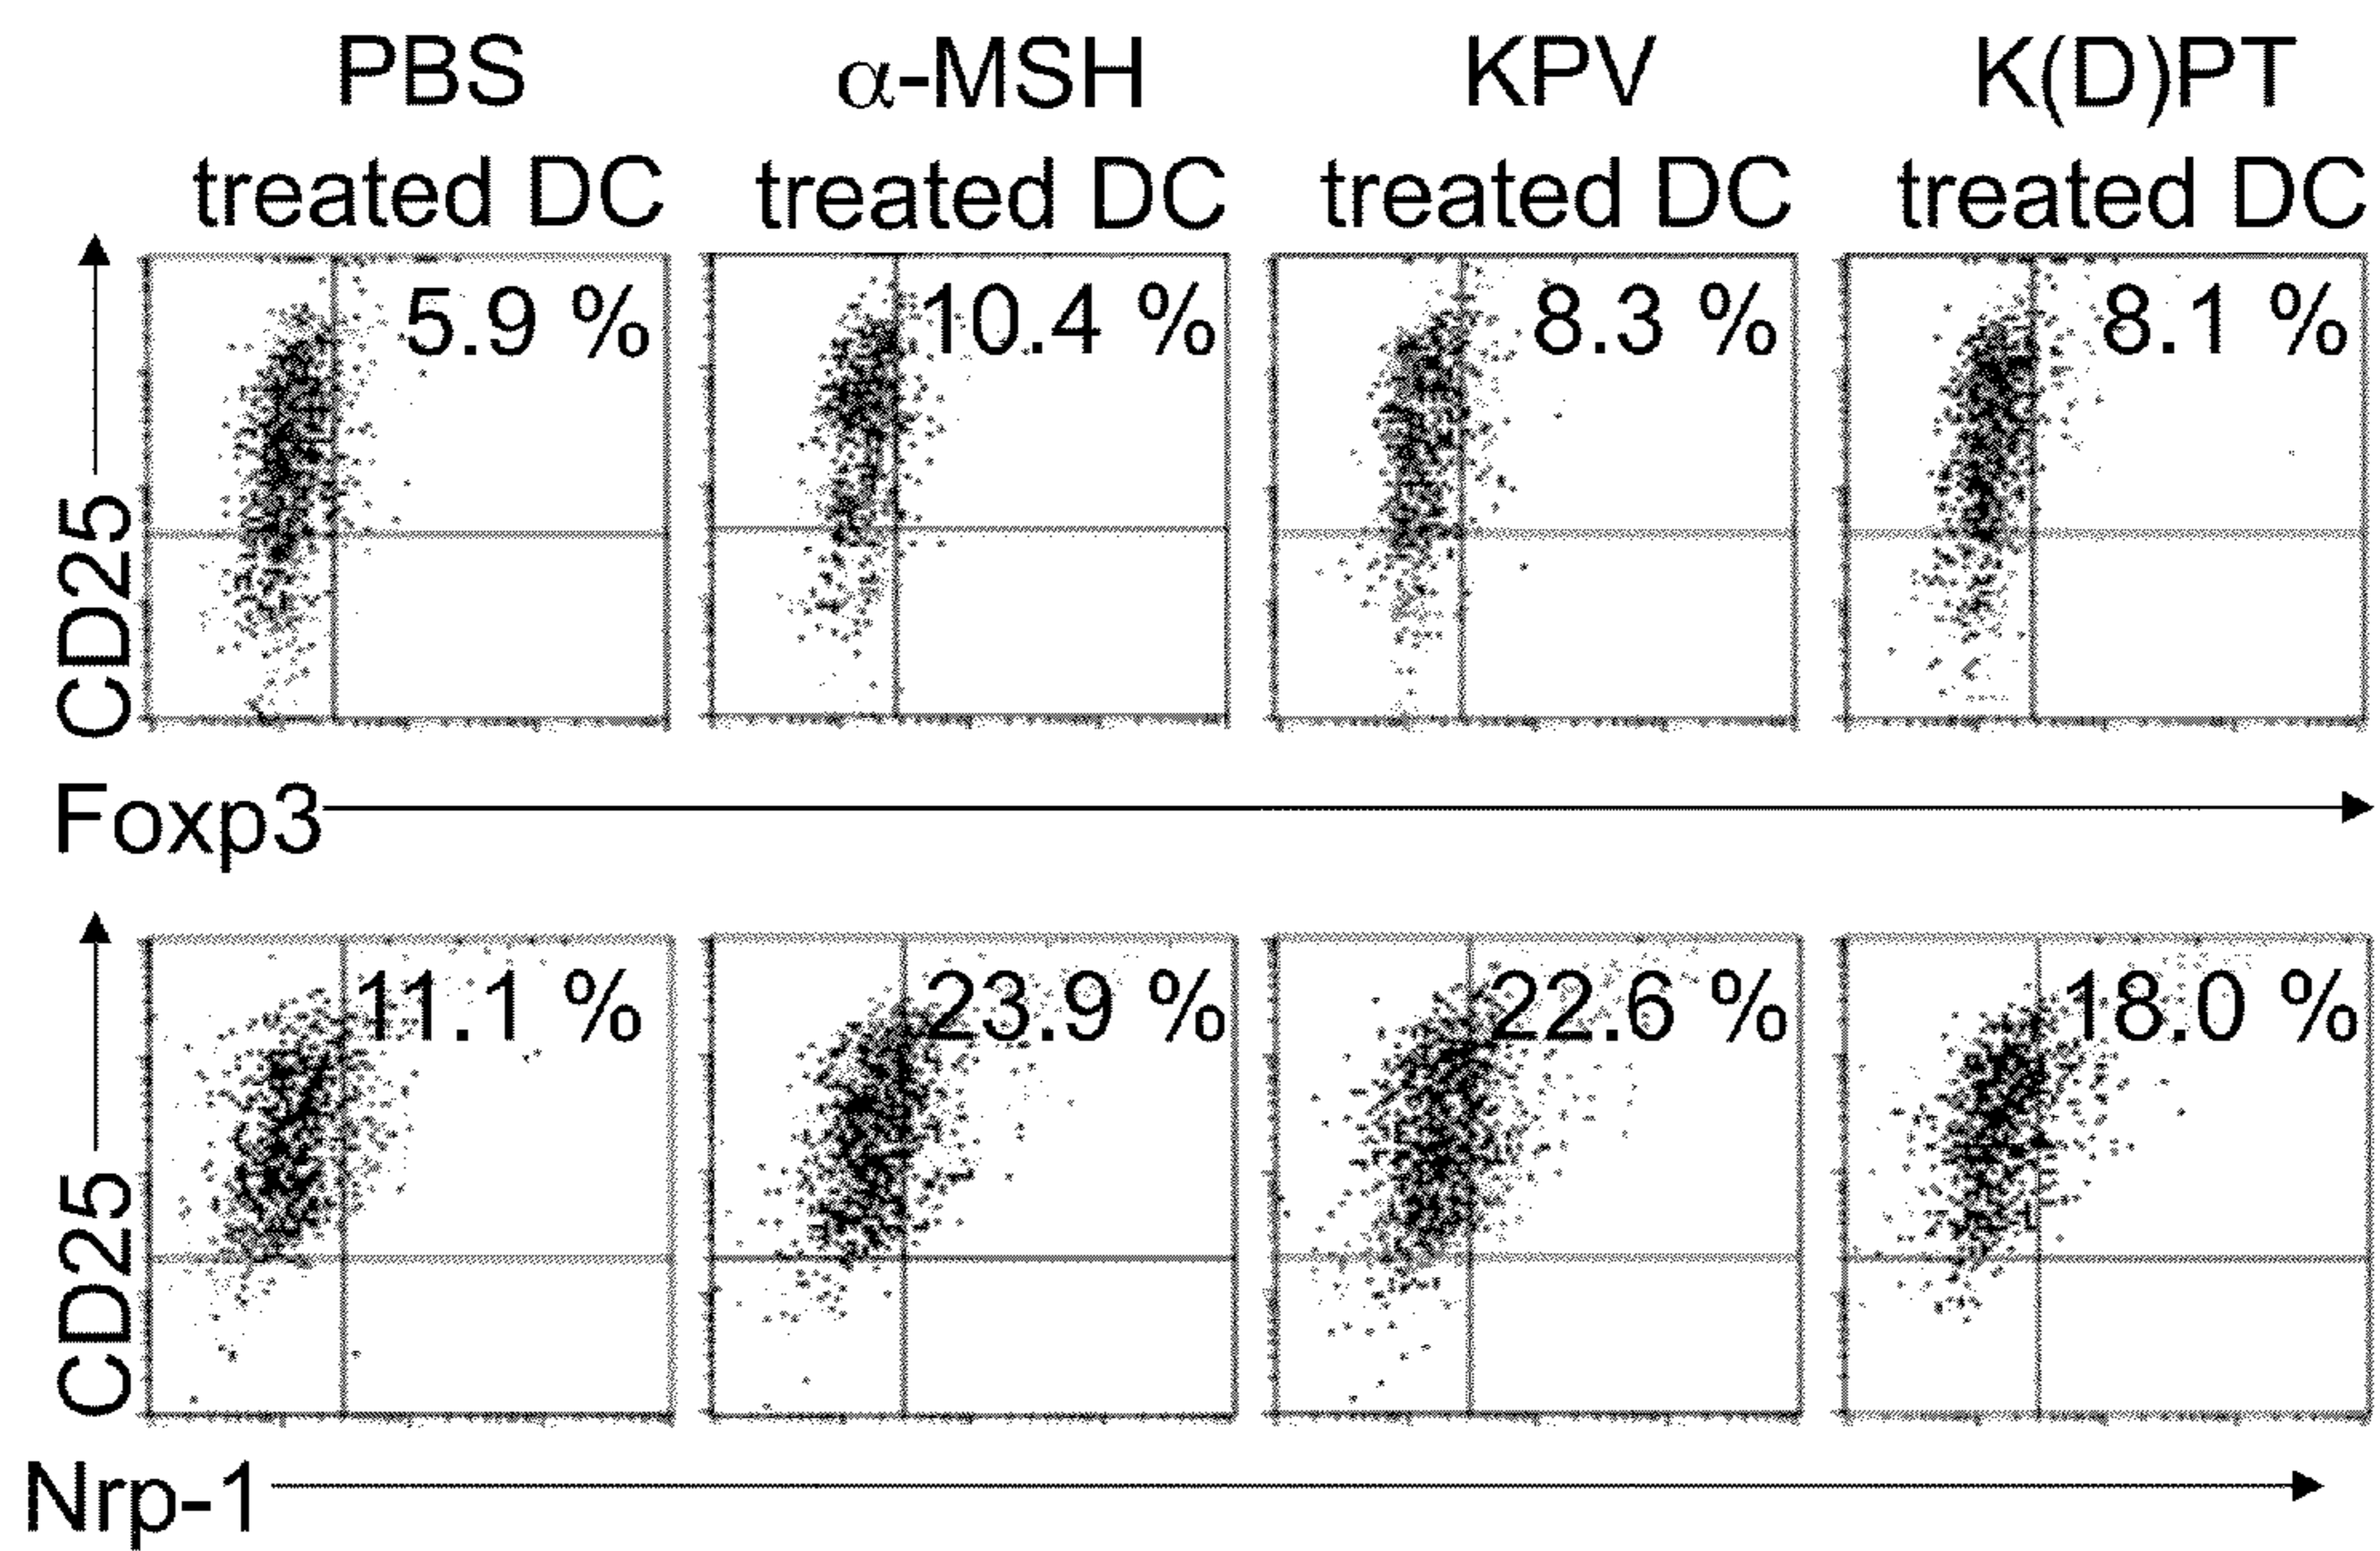 PBS
treated DC
α-MSH
treated DC
KPV
treated DC
K(D)PT
treated DC
CD25
5.9 %
10.4 %
8.3 %
8.1 %
Foxp3
CD25
11.1 %
23.9 %
22.6 %
18.0 %
Nrp-1